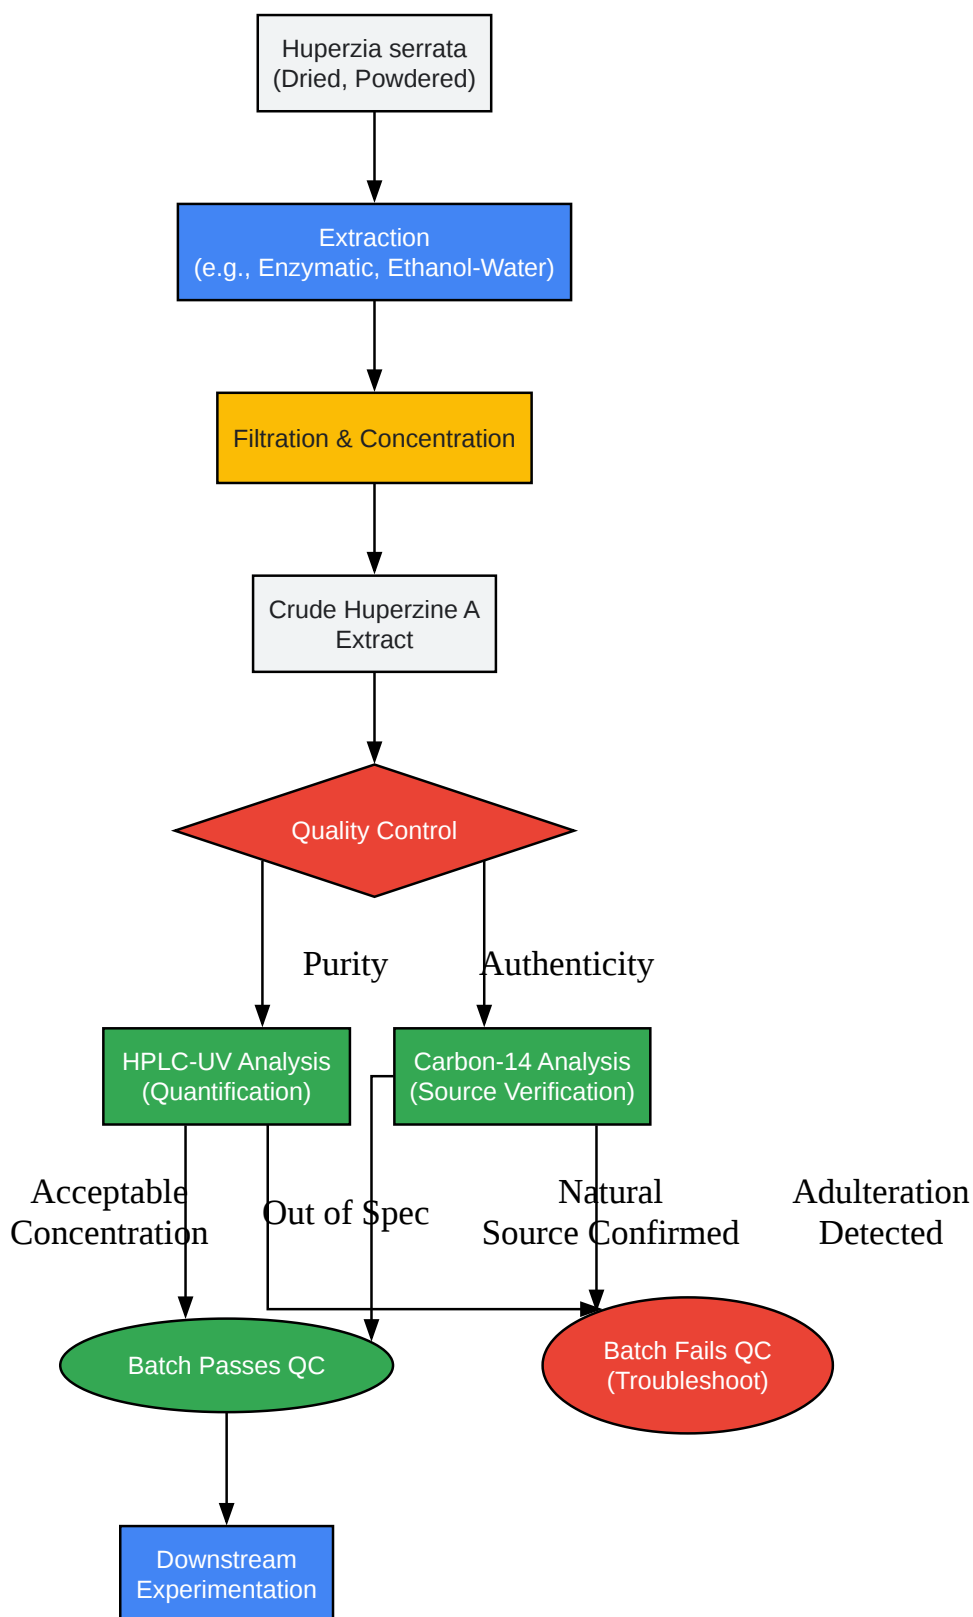 Huperzia serrata
(Dried, Powdered)
Extraction
(e.g., Enzymatic, Ethanol-Water)
Filtration & Concentration
Crude Huperzine A
Extract
Quality Control
Purity
Authenticity
HPLC-UV Analysis
(Quantification)
Carbon-14 Analysis
(Source Verification)
Acceptable
Concentration
Out of Spec
Natural
Source Confirmed
Adulteration
Detected
Batch Passes QC
Batch Fails QC
(Troubleshoot)
Downstream
Experimentation